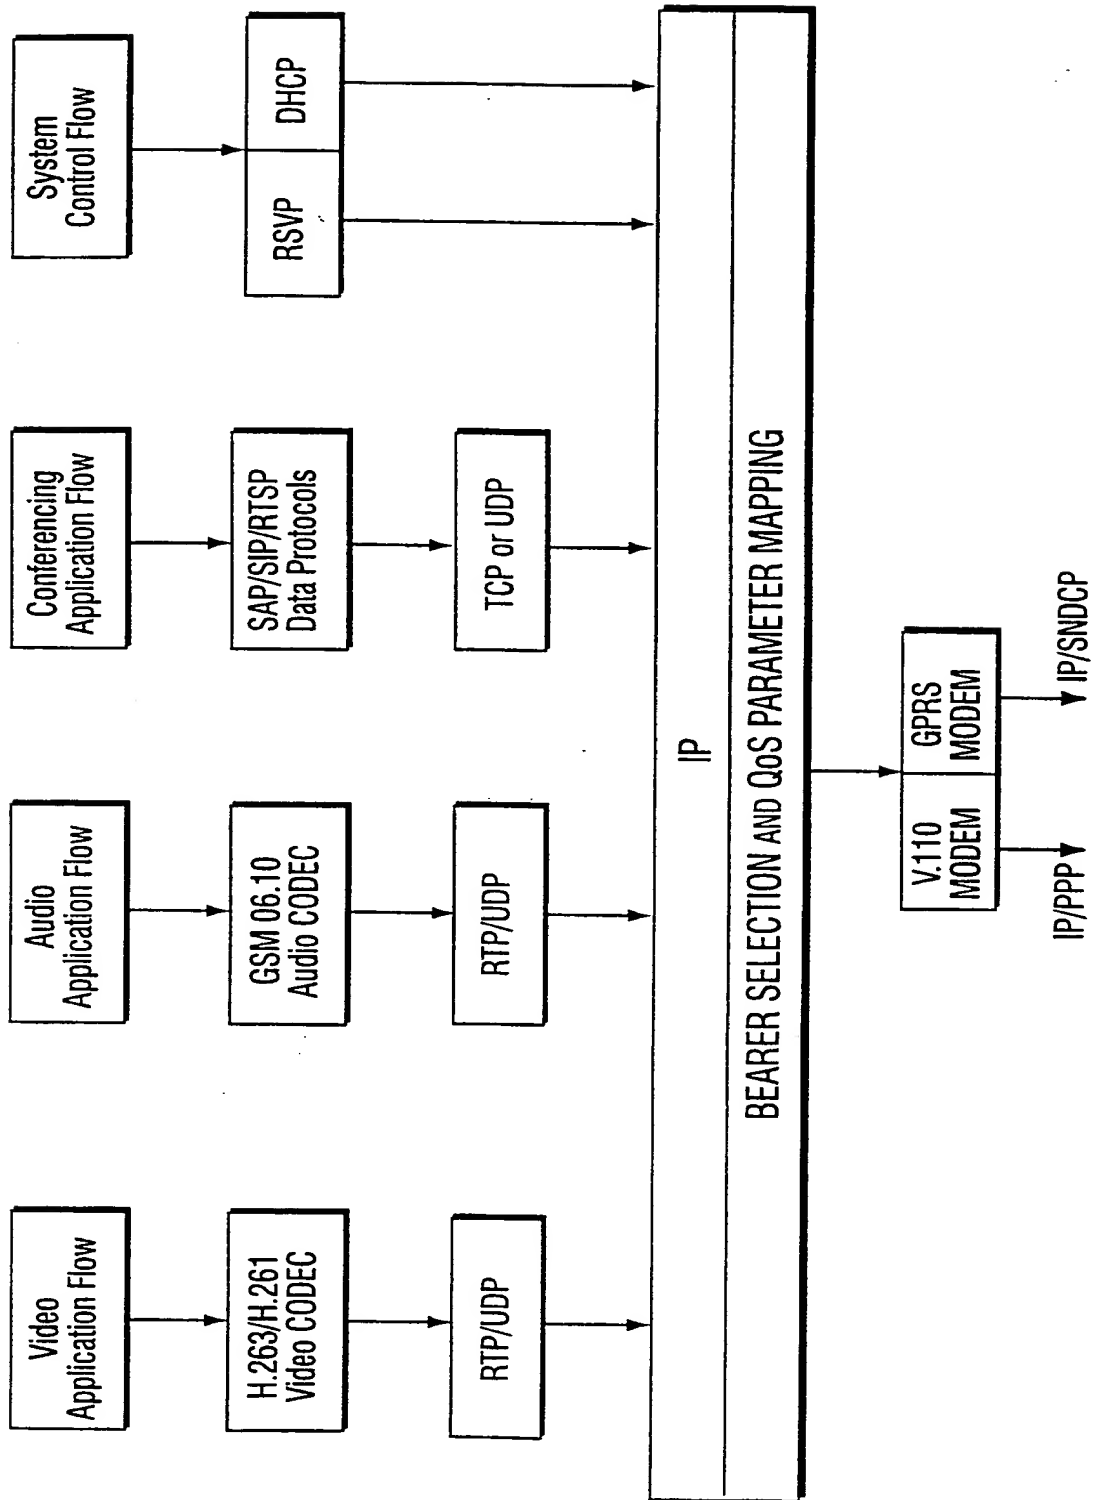 Video
Application Flow
Audio
Application Flow
Conferencing
Application Flow
System
Control Flow
H.263/H.261
Video CODEC
GSM 06.10
Audio CODEC
SAP/SIP/RTSP
Data Protocols
RSVP
DHCP
RTP/UDP
RTP/UDP
TCP or UDP
IP
BEARER SELECTION AND QoS PARAMETER MAPPING
V.110
MODEM
GPRS
MODEM
IP/PPP
IP/SNDCP